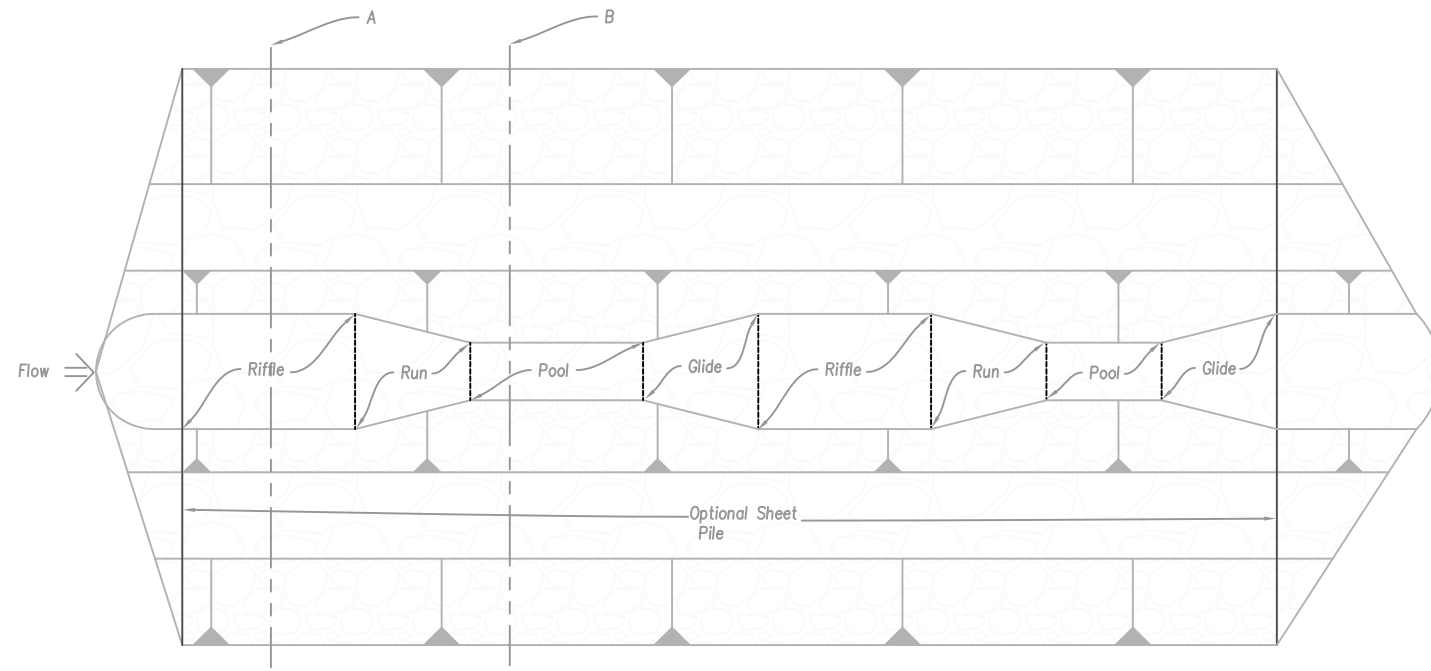 A
B
Flow
Riffle
Run
Pool
Glide
Riffle
Run
Pool
Glide
Optional Sheet
Pile